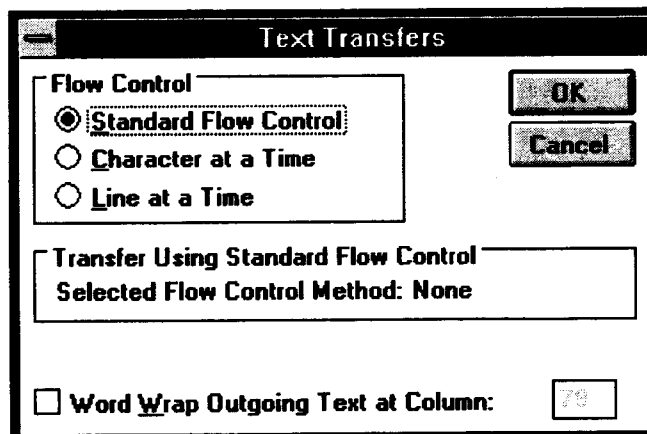 Text Transfers
Flow Control
Standard Flow Control
Character at a Time
Line at a Time
OK
Cancel
Transfer Using Standard Flow Control
Selected Flow Control Method: None
Word Wrap Outgoing Text at Column:
79